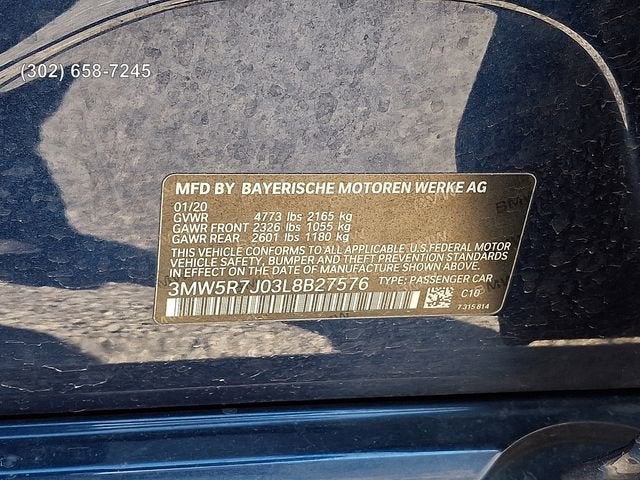 (302) 658-7245
MFD BY BAYERISCHE MOTOREN WERKE AG
01/20
GVWR 4773 lbs 2165 kg
GAWR FRONT 2326 lbs 1055 kg
GAWR REAR 2601 lbs 1180 kg
THIS VEHICLE CONFORMS TO ALL APPLICABLE U.S.FEDERAL MOTOR
VEHICLE SAFETY, BUMPER AND THEFT PREVENTION STANDARDS
IN EFFECT ON THE DATE OF MANUFACTURE SHOWN ABOVE.
3MW5R7J03L8B27576 TYPE: PASSENGER CAR
C10
7 315 814